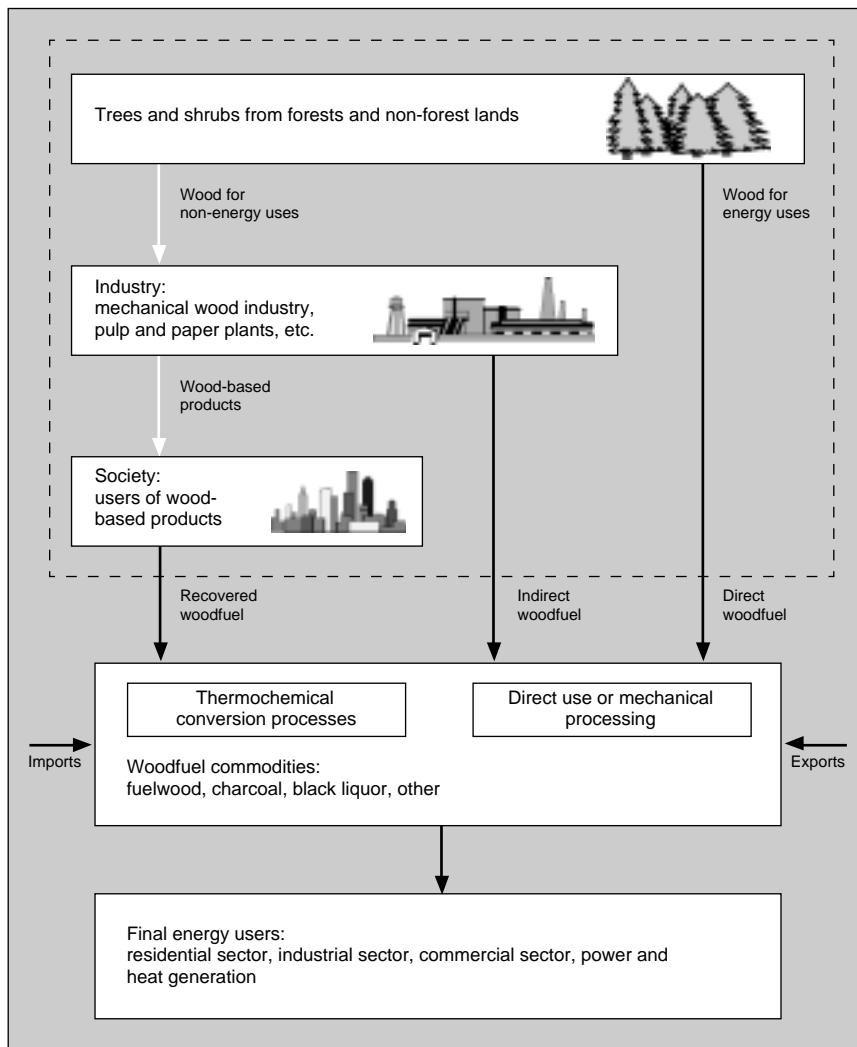 Trees and shrubs from forests and non-forest lands
Wood for
non-energy uses
Wood for
energy uses
Industry:
mechanical wood industry,
pulp and paper plants, etc.
Wood-based
products
Society:
users of wood-
based products
Recovered
woodfuel
Indirect
woodfuel
Direct
woodfuel
Thermochemical
conversion processes
Direct use or mechanical
processing
Imports
Exports
Woodfuel commodities:
fuelwood, charcoal, black liquor, other
Final energy users:
residential sector, industrial sector, commercial sector, power and
heat generation